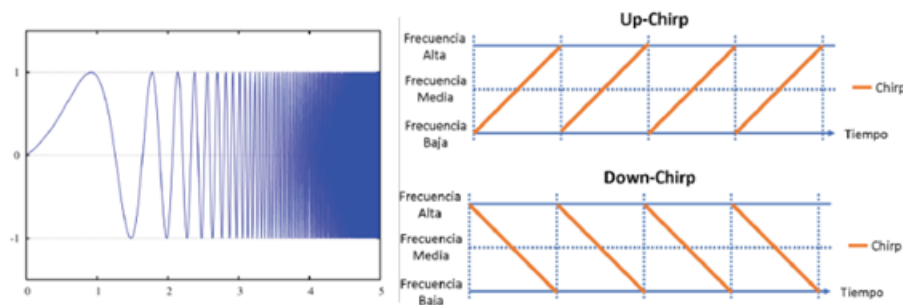 1
0
-1
0 1 2 3 4 5
Up-Chirp
Frecuencia
Alta
Frecuencia
Media
Frecuencia
Baja
Chirp
Tiempo
Down-Chirp
Frecuencia
Alta
Frecuencia
Media
Frecuencia
Baja
Chirp
Tiempo